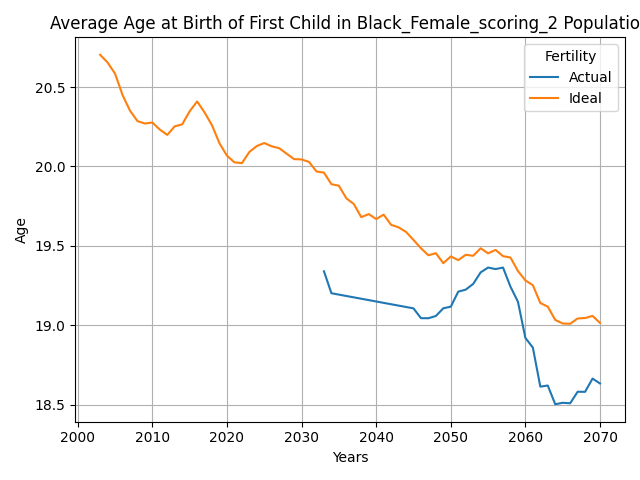 Average Age at Birth of First Child in Black_Female_scoring_2 Populatio
Fertility
Actual
Ideal
20.5
20.0
19.5
19.0
18.5
Age
2000 2010 2020 2030 2040 2050 2060 2070
Years